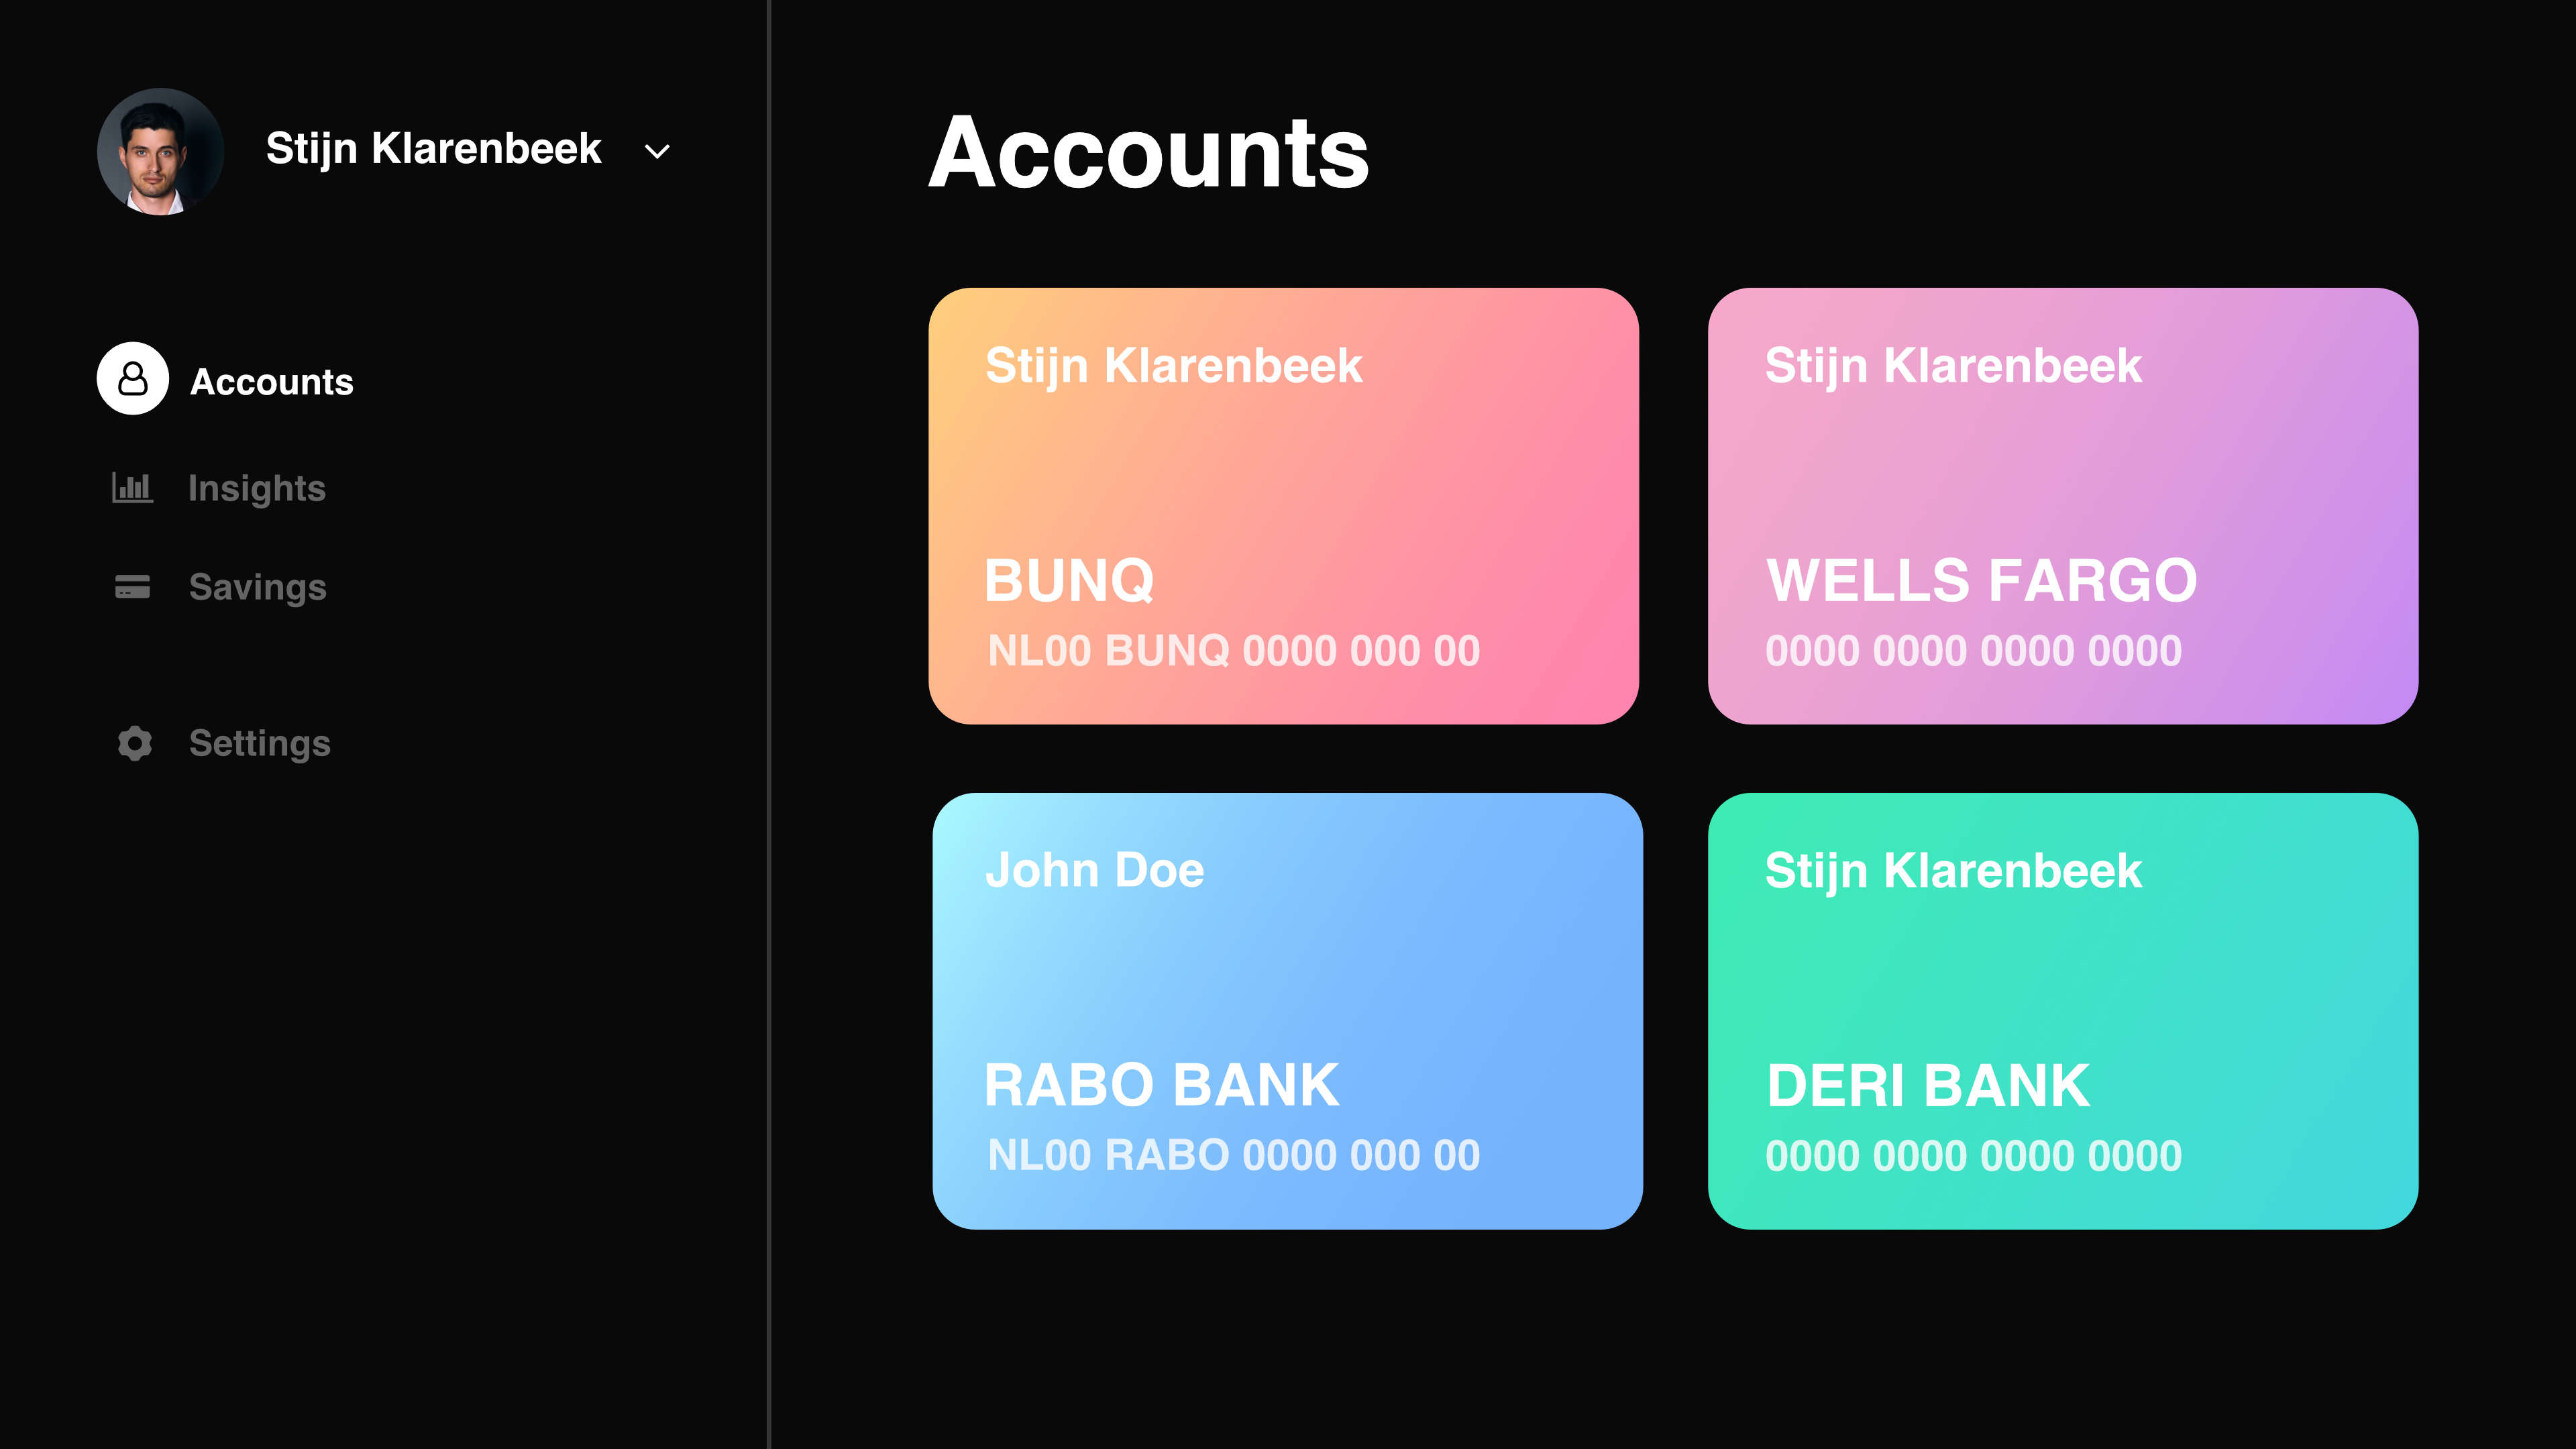 Stijn Klarenbeek
Accounts
Insights
Savings
Settings
Accounts
Stijn Klarenbeek
BUNQ
NL00 BUNQ 0000 000 00
Stijn Klarenbeek
WELLS FARGO
0000 0000 0000 0000
John Doe
RABO BANK
NL00 RABO 0000 000 00
Stijn Klarenbeek
DERI BANK
0000 0000 0000 0000